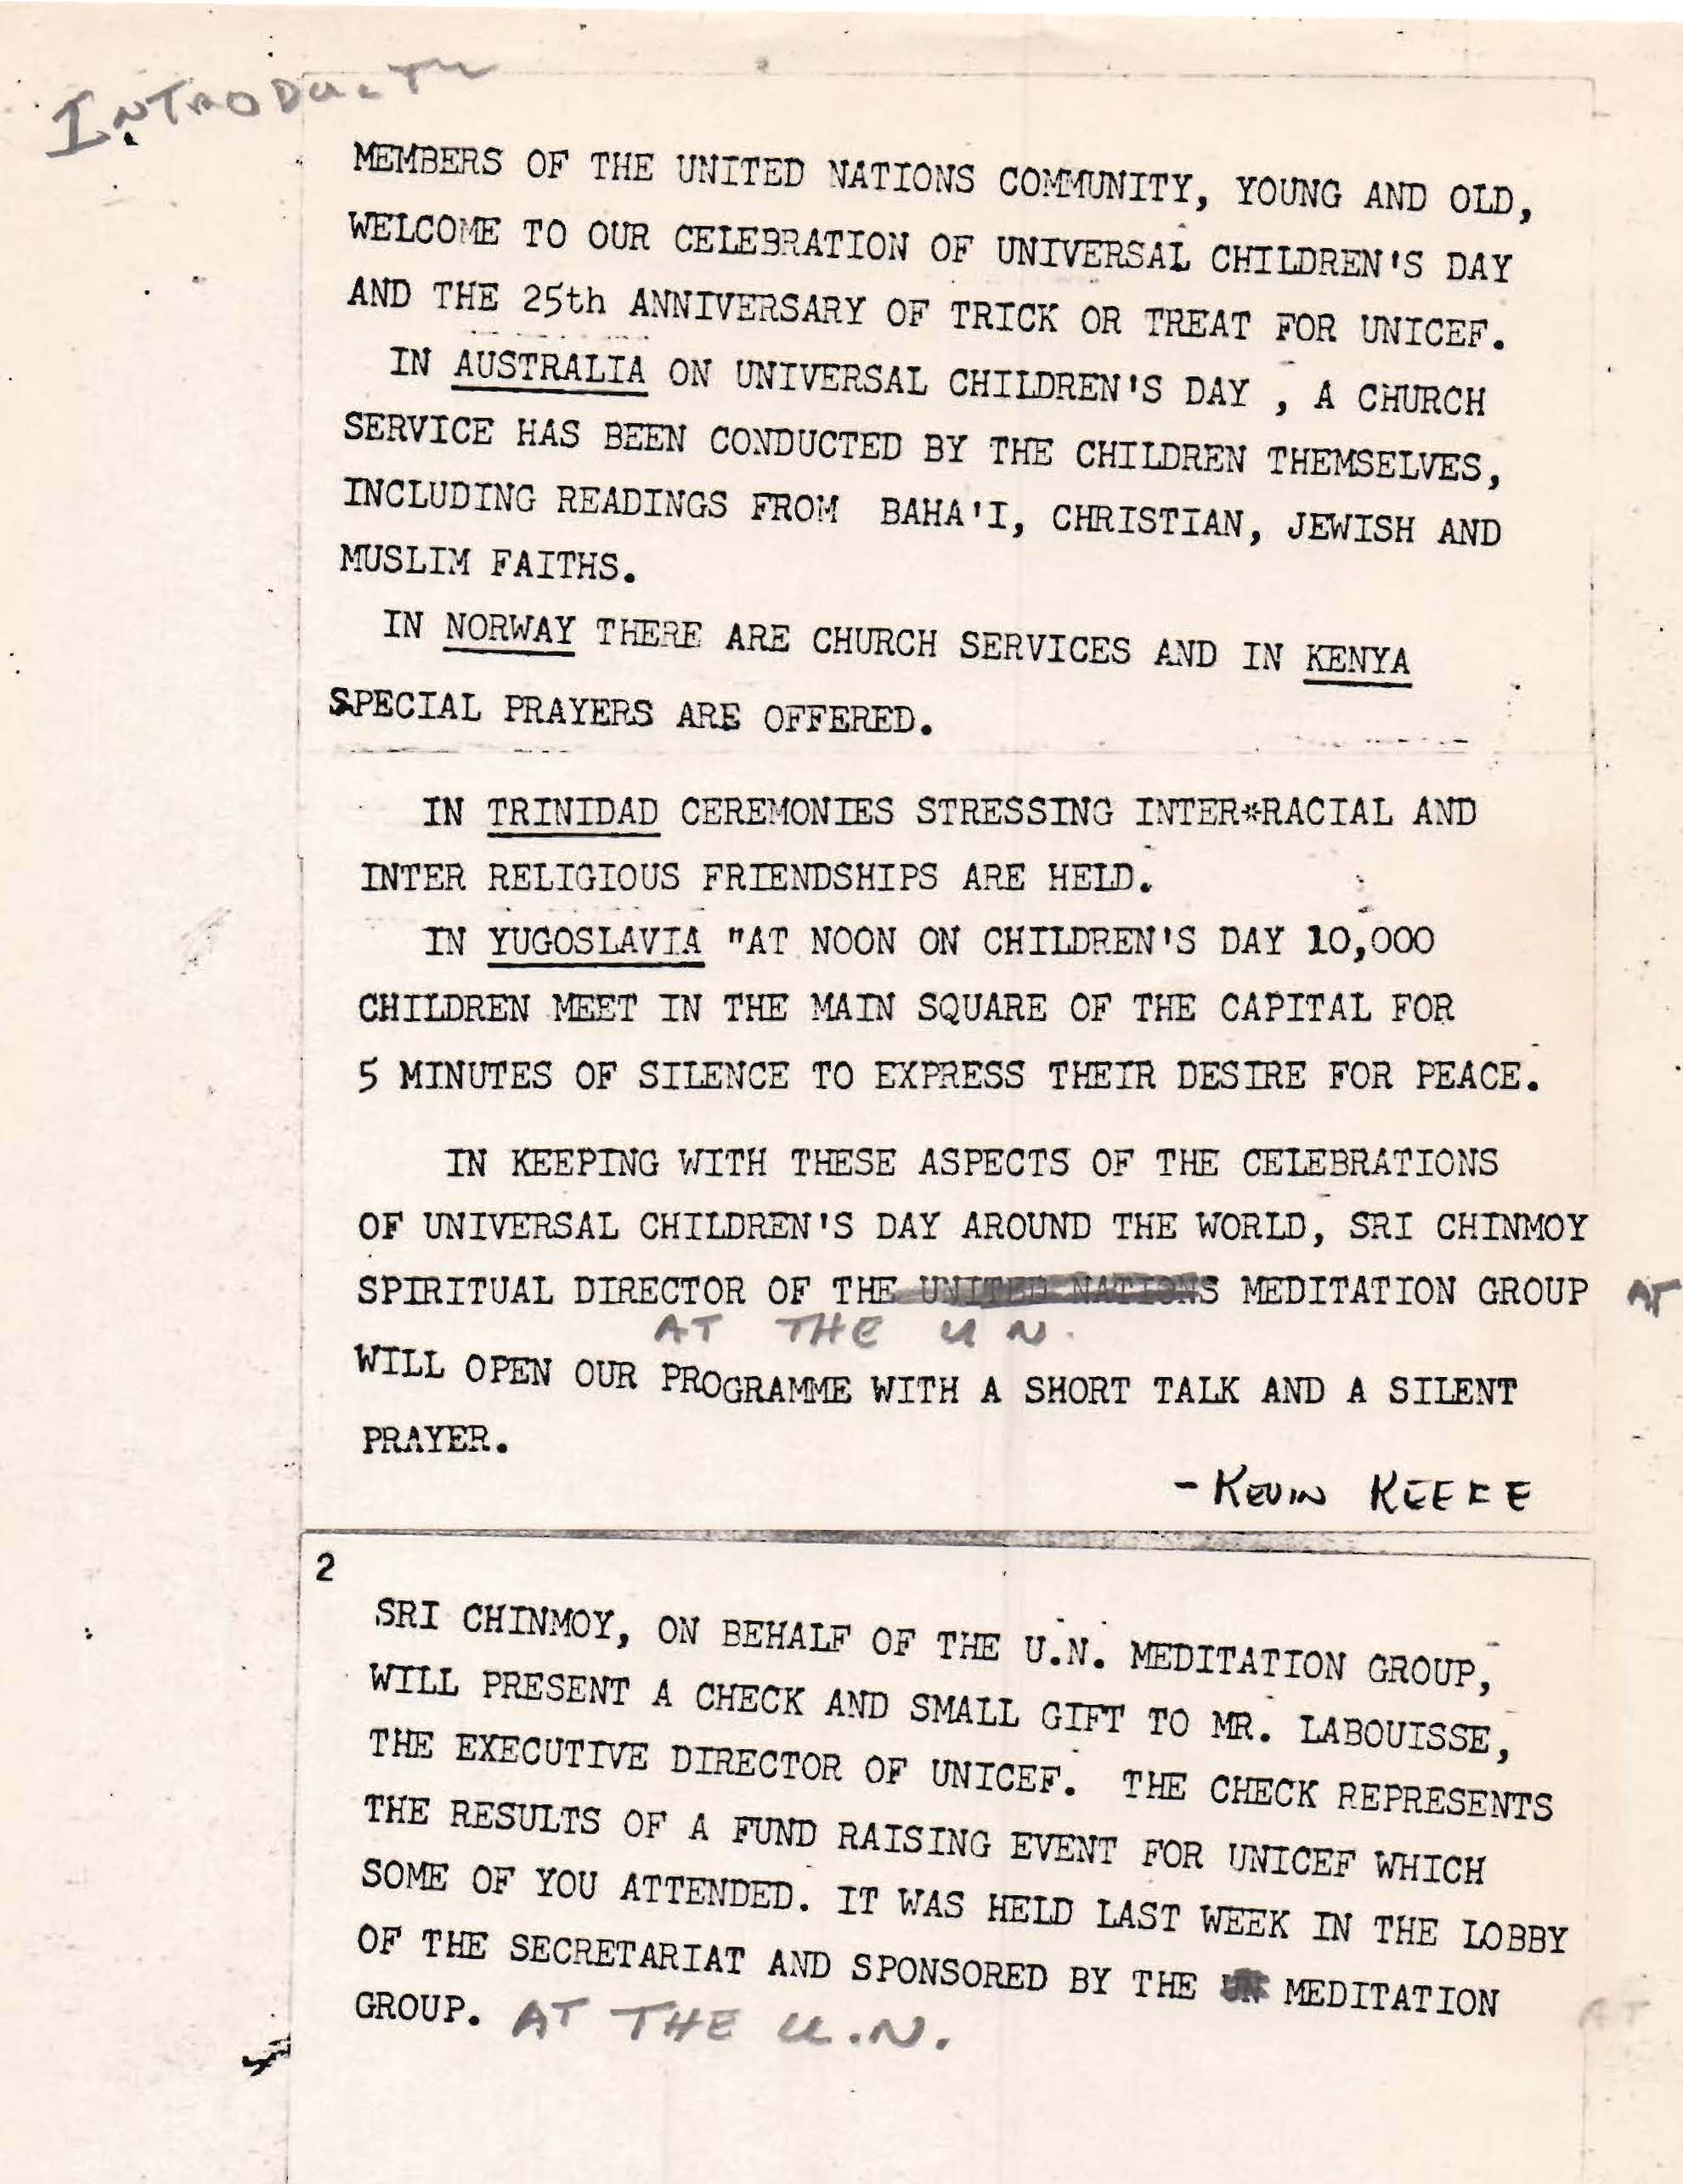 INTRODUCTN
MEMBERS OF THE UNITED NATIONS COMMUNITY, YOUNG AND OLD,
WELCOME TO OUR CELEBRATION OF UNIVERSAL CHILDREN'S DAY
AND THE 25th ANNIVERSARY OF TRICK OR TREAT FOR UNICEF.
IN AUSTRALIA ON UNIVERSAL CHILDREN'S DAY , A CHURCH
SERVICE HAS BEEN CONDUCTED BY THE CHILDREN THEMSELVES,
INCLUDING READINGS FROM BAHA'I, CHRISTIAN, JEWISH AND
MUSLIM FAITHS.
IN NORWAY THERE ARE CHURCH SERVICES AND IN KENYA
SPECIAL PRAYERS ARE OFFERED.
IN TRINIDAD CEREMONIES STRESSING INTER*RACIAL AND
INTER RELIGIOUS FRIENDSHIPS ARE HELD.
IN YUGOSLAVIA "AT NOON ON CHILDREN'S DAY 10,000
CHILDREN MEET IN THE MAIN SQUARE OF THE CAPITAL FOR
5 MINUTES OF SILENCE TO EXPRESS THEIR DESIRE FOR PEACE.
IN KEEPING WITH THESE ASPECTS OF THE CELEBRATIONS
OF UNIVERSAL CHILDREN'S DAY AROUND THE WORLD, SRI CHINMOY
SPIRITUAL DIRECTOR OF THE UNITED NATIONS MEDITATION GROUP AT
AT THE U N.
WILL OPEN OUR PROGRAMME WITH A SHORT TALK AND A SILENT
PRAYER.
- KEVIN KEEFE
2
SRI CHINMOY, ON BEHALF OF THE U.N. MEDITATION GROUP,
WILL PRESENT A CHECK AND SMALL GIFT TO MR. LABOUISSE,
THE EXECUTIVE DIRECTOR OF UNICEF. THE CHECK REPRESENTS
THE RESULTS OF A FUND RAISING EVENT FOR UNICEF WHICH
SOME OF YOU ATTENDED. IT WAS HELD LAST WEEK IN THE LOBBY
OF THE SECRETARIAT AND SPONSORED BY THE UN MEDITATION
GROUP. AT THE U.N. AT